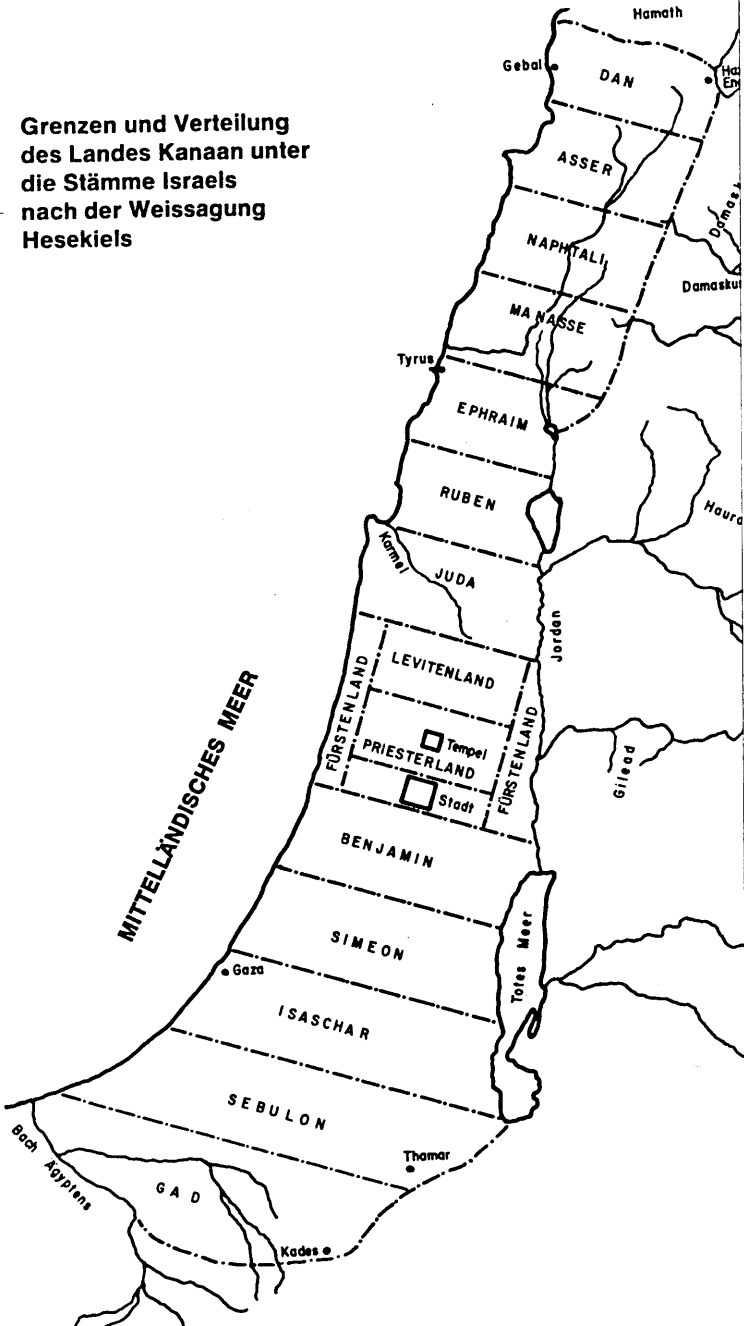 Hamath
Gebal
DAN
Grenzen und Verteilung
des Landes Kanaan unter
die Stämme Israels
nach der Weissagung
Hesekiels
ASSER
NAPHTALI
MANASSE
Tyrus
EPHRAIM
RUBEN
Karmel
JUDA
Jordan
LEVITENLAND
FÜRSTENLAND
Tempel
PRIESTERLAND
FÜRSTENLAND
Stadt
Gilead
MITTELLÄNDISCHES MEER
BENJAMIN
SIMEON
Totes Meer
Gaza
ISASCHAR
SEBULON
Bach Ägyptens
Thamar
GAD
Kades